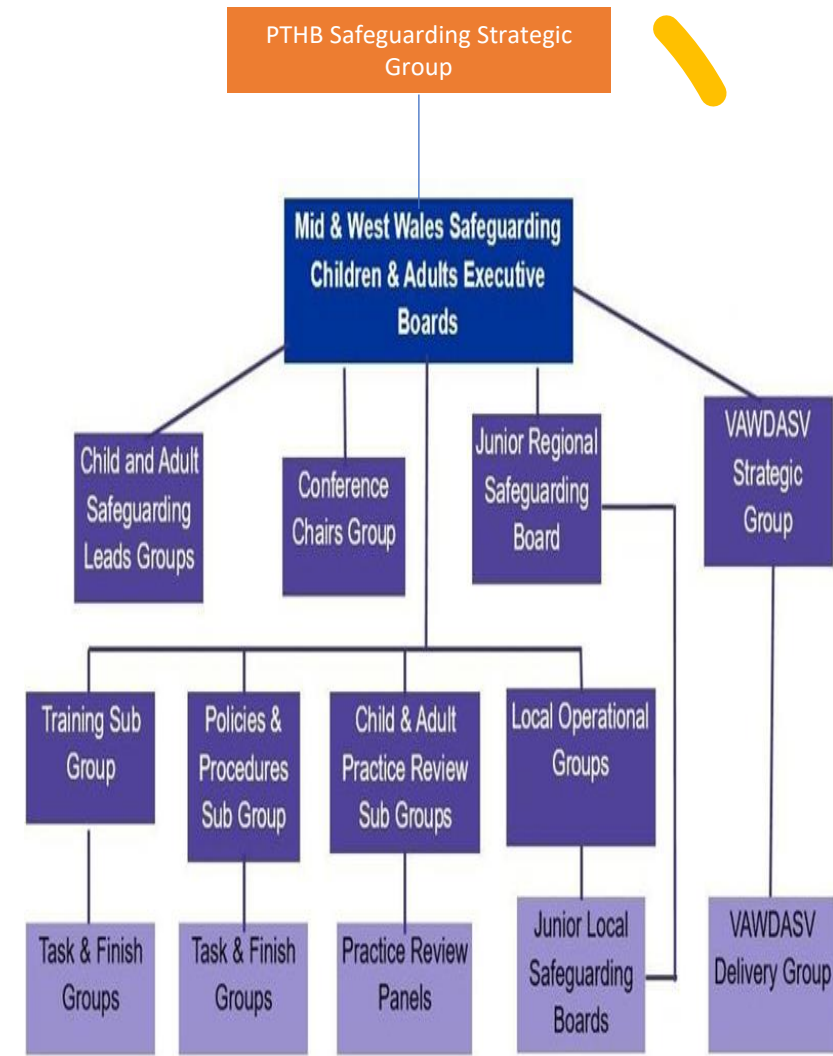 PTHB Safeguarding Strategic
Group
Mid & West Wales Safeguarding
Children & Adults Executive
Boards
Child and Adult
Safeguarding
Leads Groups
Conference
Chairs Group
Junior Regional
Safeguarding
Board
VAWDASV
Strategic
Group
Training Sub
Group
Policies &
Procedures
Sub Group
Child & Adult
Practice Review
Sub Groups
Local Operational
Groups
Task & Finish
Groups
Task & Finish
Groups
Practice Review
Panels
Junior Local
Safeguarding
Boards
VAWDASV
Delivery Group